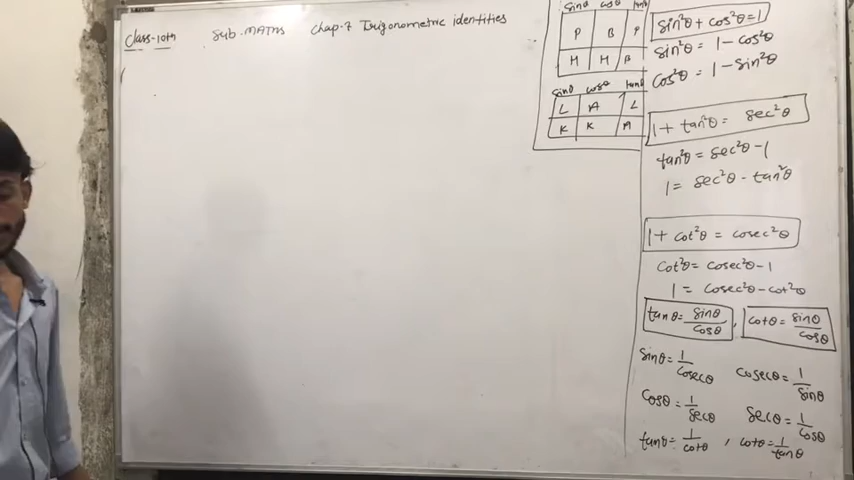 Class-10th Sub-MATHS Chap-7 Trigonometric identities
sinθ cosθ tanθ
P B P
H H B
sinθ cosθ tanθ
L A L
K K A
sin²θ + cos²θ = 1
sin²θ = 1 - cos²θ
cos²θ = 1 - sin²θ
1 + tan²θ = sec²θ
tan²θ = sec²θ - 1
1 = sec²θ - tan²θ
1 + cot²θ = cosec²θ
cot²θ = cosec²θ - 1
1 = cosec²θ - cot²θ
tanθ = sinθ/cosθ , cotθ = sinθ/cosθ
sinθ = 1/cosecθ cosecθ = 1/sinθ
cosθ = 1/secθ secθ = 1/cosθ
tanθ = 1/cotθ , cotθ = 1/tanθ